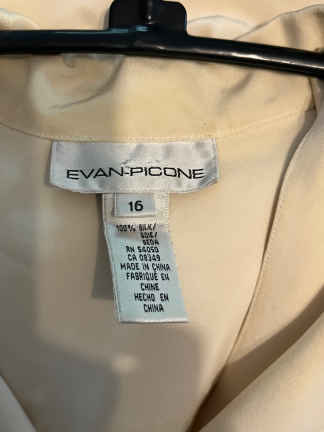 EVAN-PICONE
16
100% SILK/
SOIE/
SEDA
RN 54050
CA 08349
MADE IN CHINA
FABRIQUÉ EN
CHINE
HECHO EN
CHINA